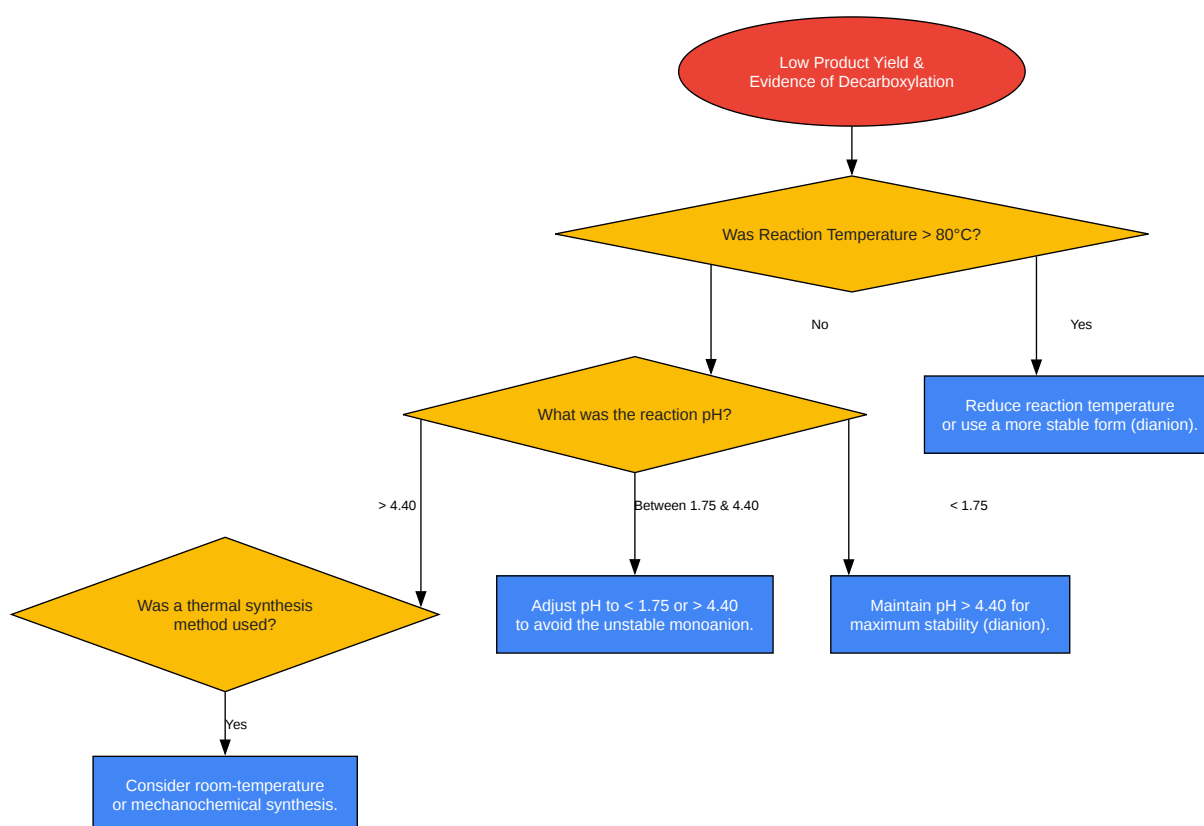 Low Product Yield &
Evidence of Decarboxylation
Was Reaction Temperature > 80°C?
No
Yes
Reduce reaction temperature
or use a more stable form (dianion).
What was the reaction pH?
> 4.40
Between 1.75 & 4.40
< 1.75
Was a thermal synthesis
method used?
Adjust pH to < 1.75 or > 4.40
to avoid the unstable monoanion.
Maintain pH > 4.40 for
maximum stability (dianion).
Yes
Consider room-temperature
or mechanochemical synthesis.